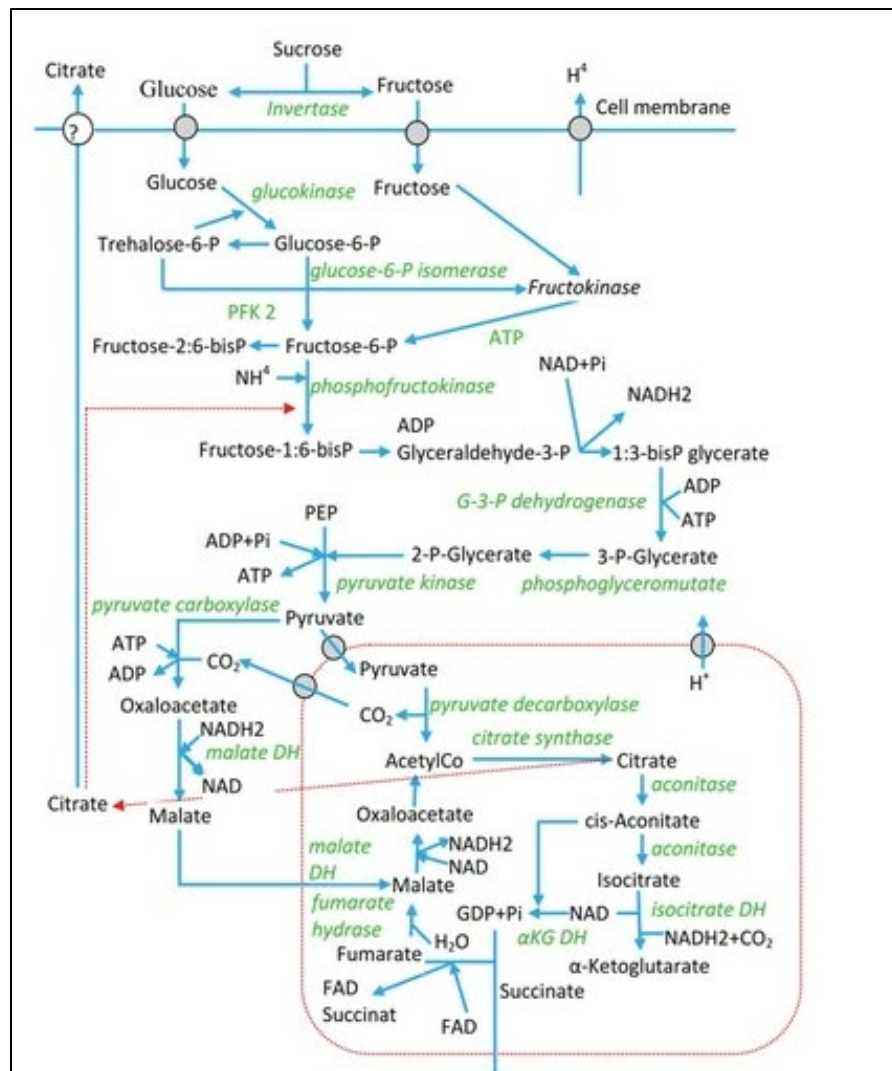 Sucrose
Citrate
Glucose
Fructose
H⁴
Invertase
Cell membrane
?
Glucose
Fructose
glucokinase
Trehalose-6-P
Glucose-6-P
glucose-6-P isomerase
Fructokinase
PFK 2
ATP
Fructose-2:6-bisP
Fructose-6-P
NH⁴
phosphofructokinase
NAD+Pi
NADH2
ADP
Fructose-1:6-bisP
Glyceraldehyde-3-P
1:3-bisP glycerate
G-3-P dehydrogenase
ADP
ATP
PEP
ADP+Pi
2-P-Glycerate
3-P-Glycerate
ATP
pyruvate kinase
phosphoglyceromutate
pyruvate carboxylase
Pyruvate
ATP
CO₂
Pyruvate
H⁺
ADP
Oxaloacetate
CO₂
pyruvate decarboxylase
NADH2
citrate synthase
malate DH
AcetylCo
Citrate
NAD
aconitase
Citrate
Malate
Oxaloacetate
cis-Aconitate
malate
DH
NADH2
NAD
aconitase
Malate
Isocitrate
fumarate
hydrase
GDP+Pi
NAD
isocitrate DH
H₂O
αKG DH
NADH2+CO₂
Fumarate
α-Ketoglutarate
FAD
Succinate
Succinat
FAD